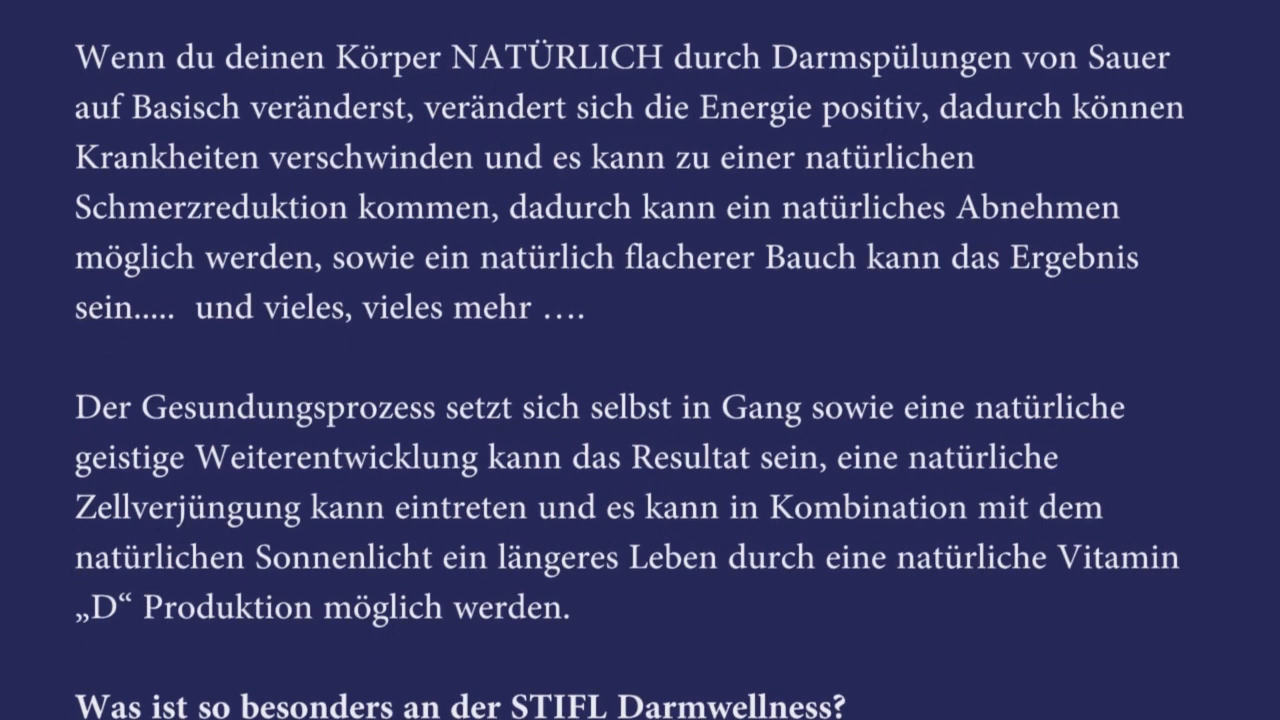 Wenn du deinen Körper NATÜRLICH durch Darmspülungen von Sauer
auf Basisch veränderst, verändert sich die Energie positiv, dadurch können
Krankheiten verschwinden und es kann zu einer natürlichen
Schmerzreduktion kommen, dadurch kann ein natürliches Abnehmen
möglich werden, sowie ein natürlich flacherer Bauch kann das Ergebnis
sein.....  und vieles, vieles mehr ….
Der Gesundungsprozess setzt sich selbst in Gang sowie eine natürliche
geistige Weiterentwicklung kann das Resultat sein, eine natürliche
Zellverjüngung kann eintreten und es kann in Kombination mit dem
natürlichen Sonnenlicht ein längeres Leben durch eine natürliche Vitamin
„D“ Produktion möglich werden.
Was ist so besonders an der STIFL Darmwellness?